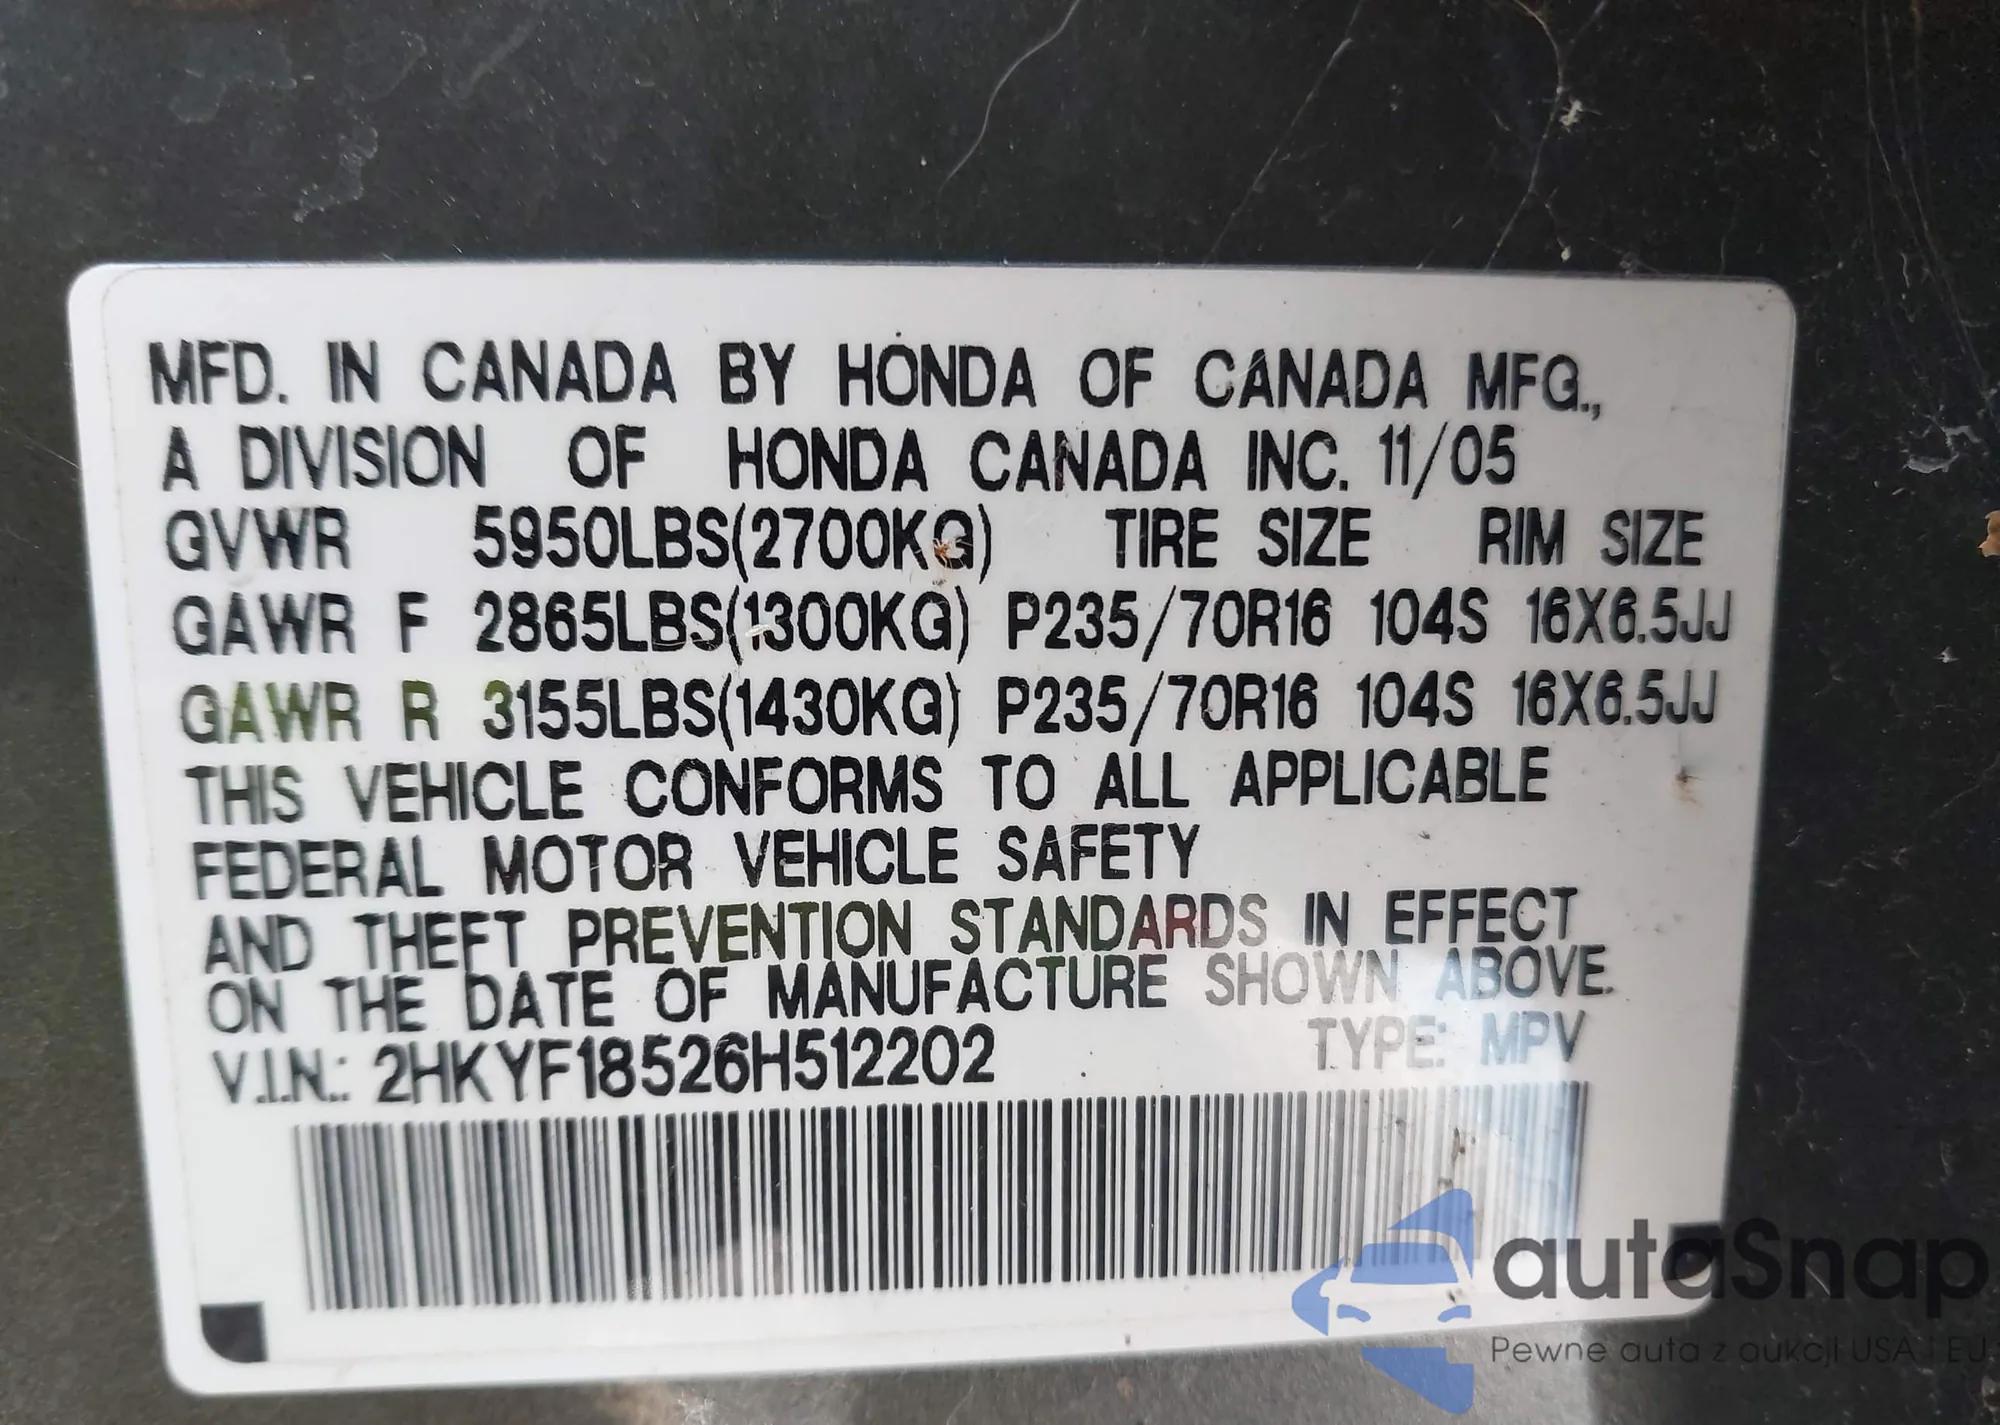 MFD. IN CANADA BY HONDA OF CANADA MFG.,
A DIVISION OF HONDA CANADA INC. 11/05
GVWR 5950LBS(2700KG) TIRE SIZE RIM SIZE
GAWR F 2865LBS(1300KG) P235/70R16 104S 16X6.5JJ
GAWR R 3155LBS(1430KG) P235/70R16 104S 16X6.5JJ
THIS VEHICLE CONFORMS TO ALL APPLICABLE
FEDERAL MOTOR VEHICLE SAFETY
AND THEFT PREVENTION STANDARDS IN EFFECT
ON THE DATE OF MANUFACTURE SHOWN ABOVE.
V.I.N.: 2HKYF18526H512202 TYPE: MPV
autaSnap
Pewne auta z aukcji USA i EU